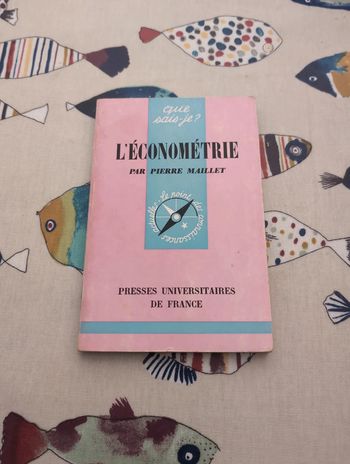 que
sais-je?
L'ÉCONOMÉTRIE
PAR PIERRE MAILLET
Le point des connaissances actuelles
PRESSES UNIVERSITAIRES
DE FRANCE